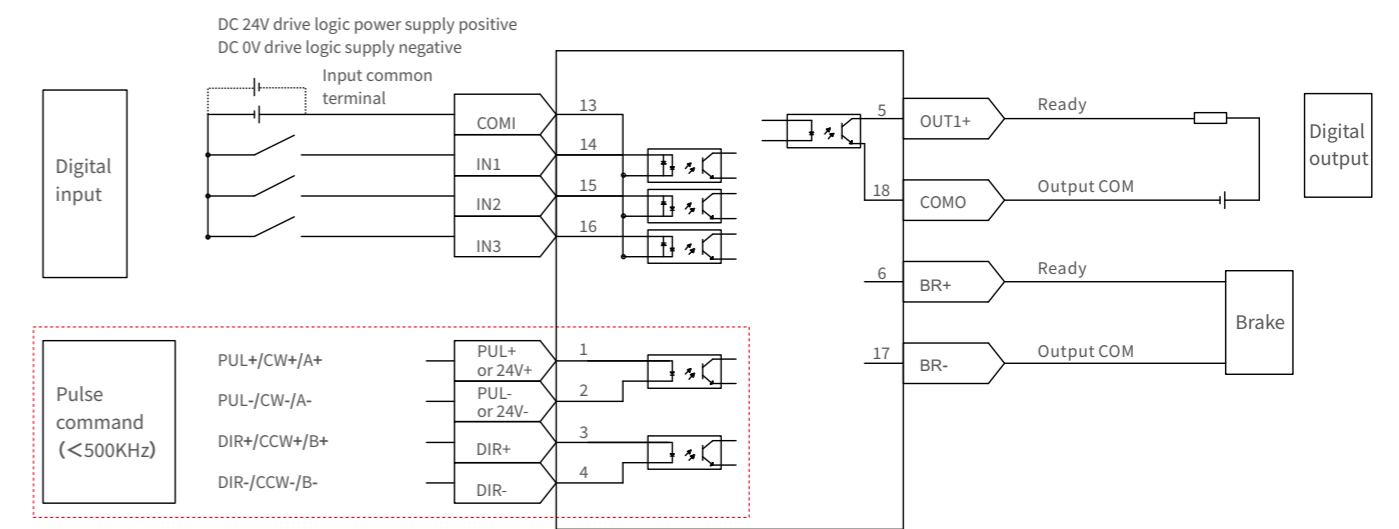 DC 24V drive logic power supply positive
DC 0V drive logic supply negative
Input common
terminal
Digital
input
COMI
13
IN1
14
IN2
15
IN3
16
5
OUT1+
Ready
18
COMO
Output COM
Digital
output
6
BR+
Ready
17
BR-
Output COM
Brake
Pulse
command
(<500KHz)
PUL+/CW+/A+
PUL+
or 24V+
1
PUL-/CW-/A-
PUL-
or 24V-
2
DIR+/CCW+/B+
DIR+
3
DIR-/CCW-/B-
DIR-
4